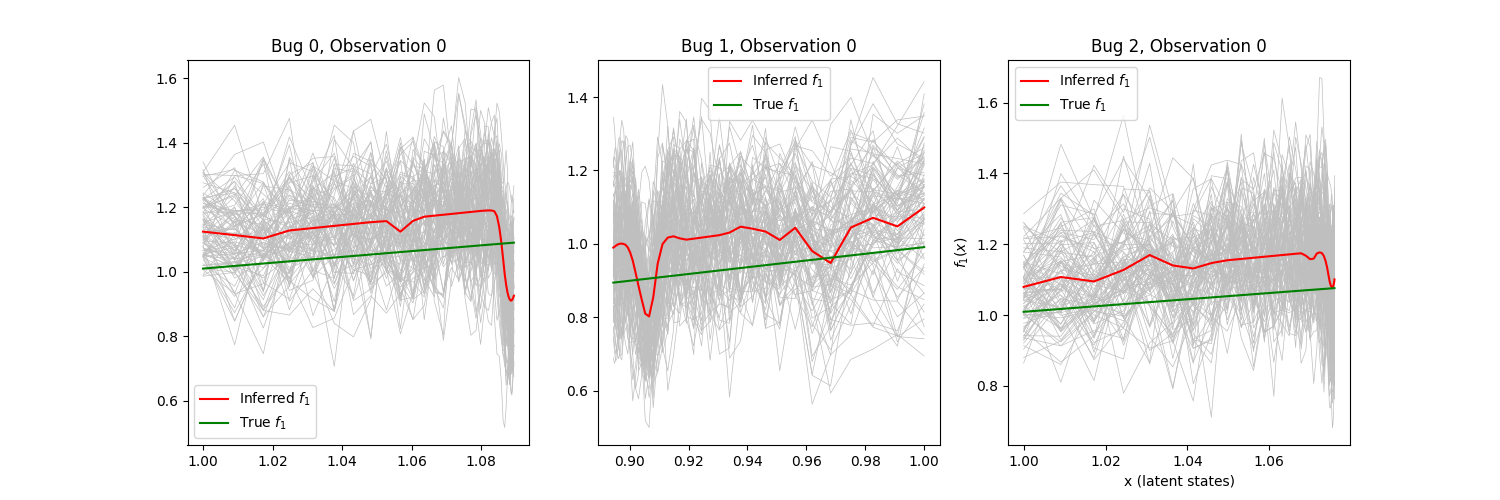 Bug 0, Observation 0
1.6
1.4
1.2
1.0
0.8
0.6
Inferred f₁
True f₁
1.00 1.02 1.04 1.06 1.08
Bug 1, Observation 0
Inferred f₁
True f₁
1.4
1.2
1.0
0.8
0.6
0.90 0.92 0.94 0.96 0.98 1.00
Bug 2, Observation 0
Inferred f₁
True f₁
f₁(x)
1.6
1.4
1.2
1.0
0.8
1.00 1.02 1.04 1.06
x (latent states)